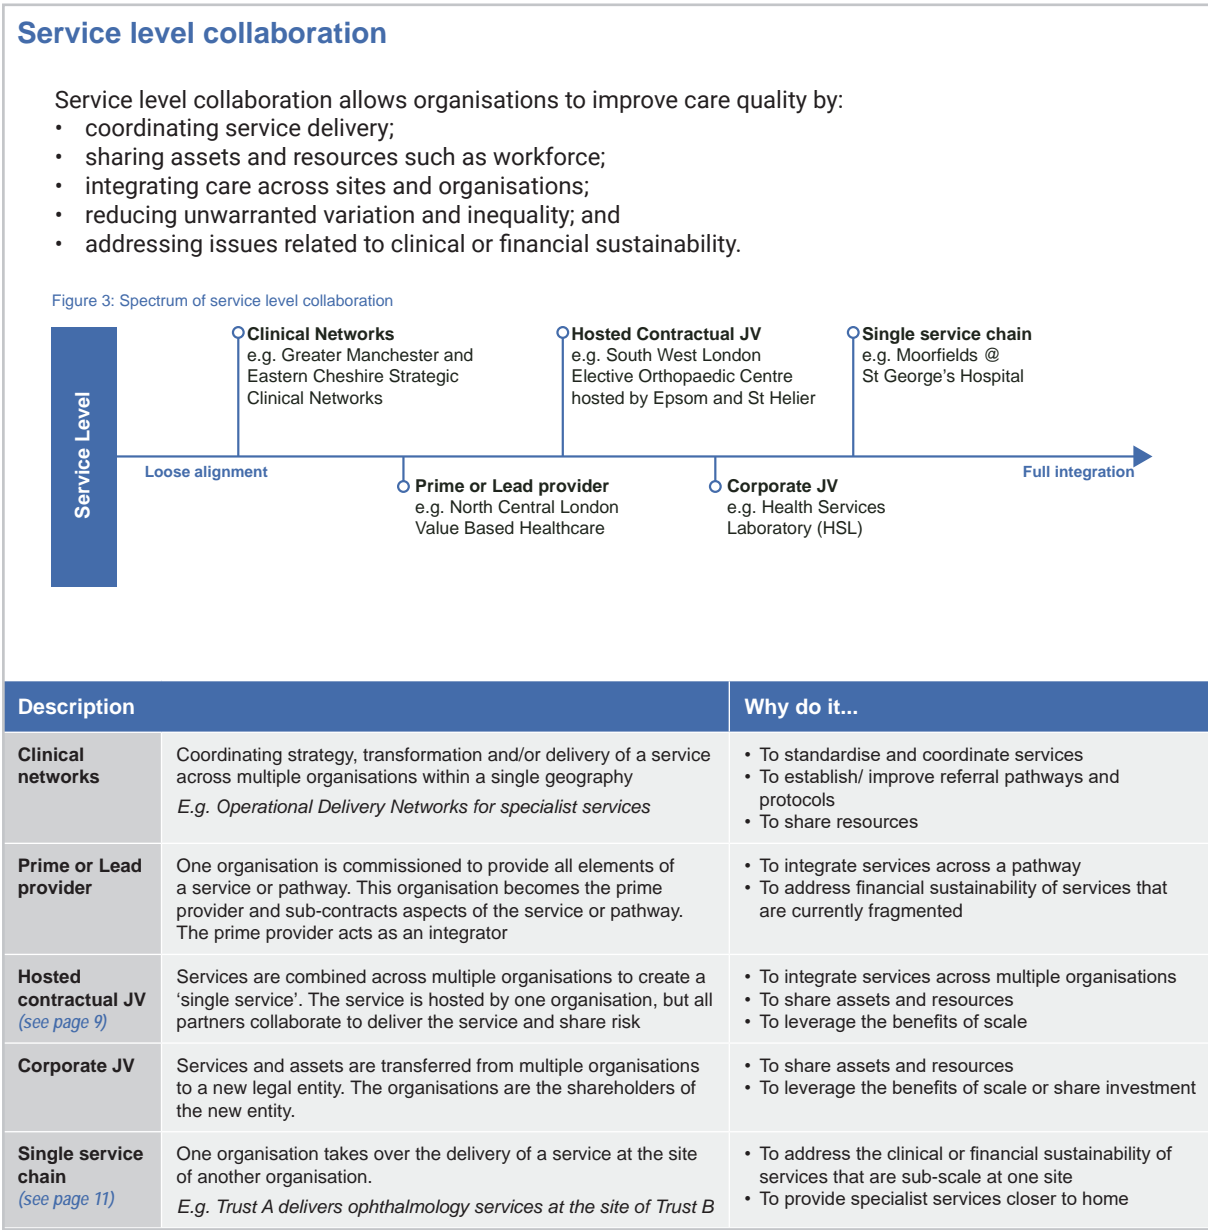 Service level collaboration
Service level collaboration allows organisations to improve care quality by:
• coordinating service delivery;
• sharing assets and resources such as workforce;
• integrating care across sites and organisations;
• reducing unwarranted variation and inequality; and
• addressing issues related to clinical or financial sustainability.
Figure 3: Spectrum of service level collaboration
Service Level
Clinical Networks
e.g. Greater Manchester and
Eastern Cheshire Strategic
Clinical Networks
Hosted Contractual JV
e.g. South West London
Elective Orthopaedic Centre
hosted by Epsom and St Helier
Single service chain
e.g. Moorfields @
St George's Hospital
Loose alignment
Full integration
Prime or Lead provider
e.g. North Central London
Value Based Healthcare
Corporate JV
e.g. Health Services
Laboratory (HSL)
Description
Why do it...
Clinical
networks
Coordinating strategy, transformation and/or delivery of a service
across multiple organisations within a single geography
E.g. Operational Delivery Networks for specialist services
• To standardise and coordinate services
• To establish/ improve referral pathways and
protocols
• To share resources
Prime or Lead
provider
One organisation is commissioned to provide all elements of
a service or pathway. This organisation becomes the prime
provider and sub-contracts aspects of the service or pathway.
The prime provider acts as an integrator
• To integrate services across a pathway
• To address financial sustainability of services that
are currently fragmented
Hosted
contractual JV
(see page 9)
Services are combined across multiple organisations to create a
‘single service’. The service is hosted by one organisation, but all
partners collaborate to deliver the service and share risk
• To integrate services across multiple organisations
• To share assets and resources
• To leverage the benefits of scale
Corporate JV
Services and assets are transferred from multiple organisations
to a new legal entity. The organisations are the shareholders of
the new entity.
• To share assets and resources
• To leverage the benefits of scale or share investment
Single service
chain
(see page 11)
One organisation takes over the delivery of a service at the site
of another organisation.
E.g. Trust A delivers ophthalmology services at the site of Trust B
• To address the clinical or financial sustainability of
services that are sub-scale at one site
• To provide specialist services closer to home